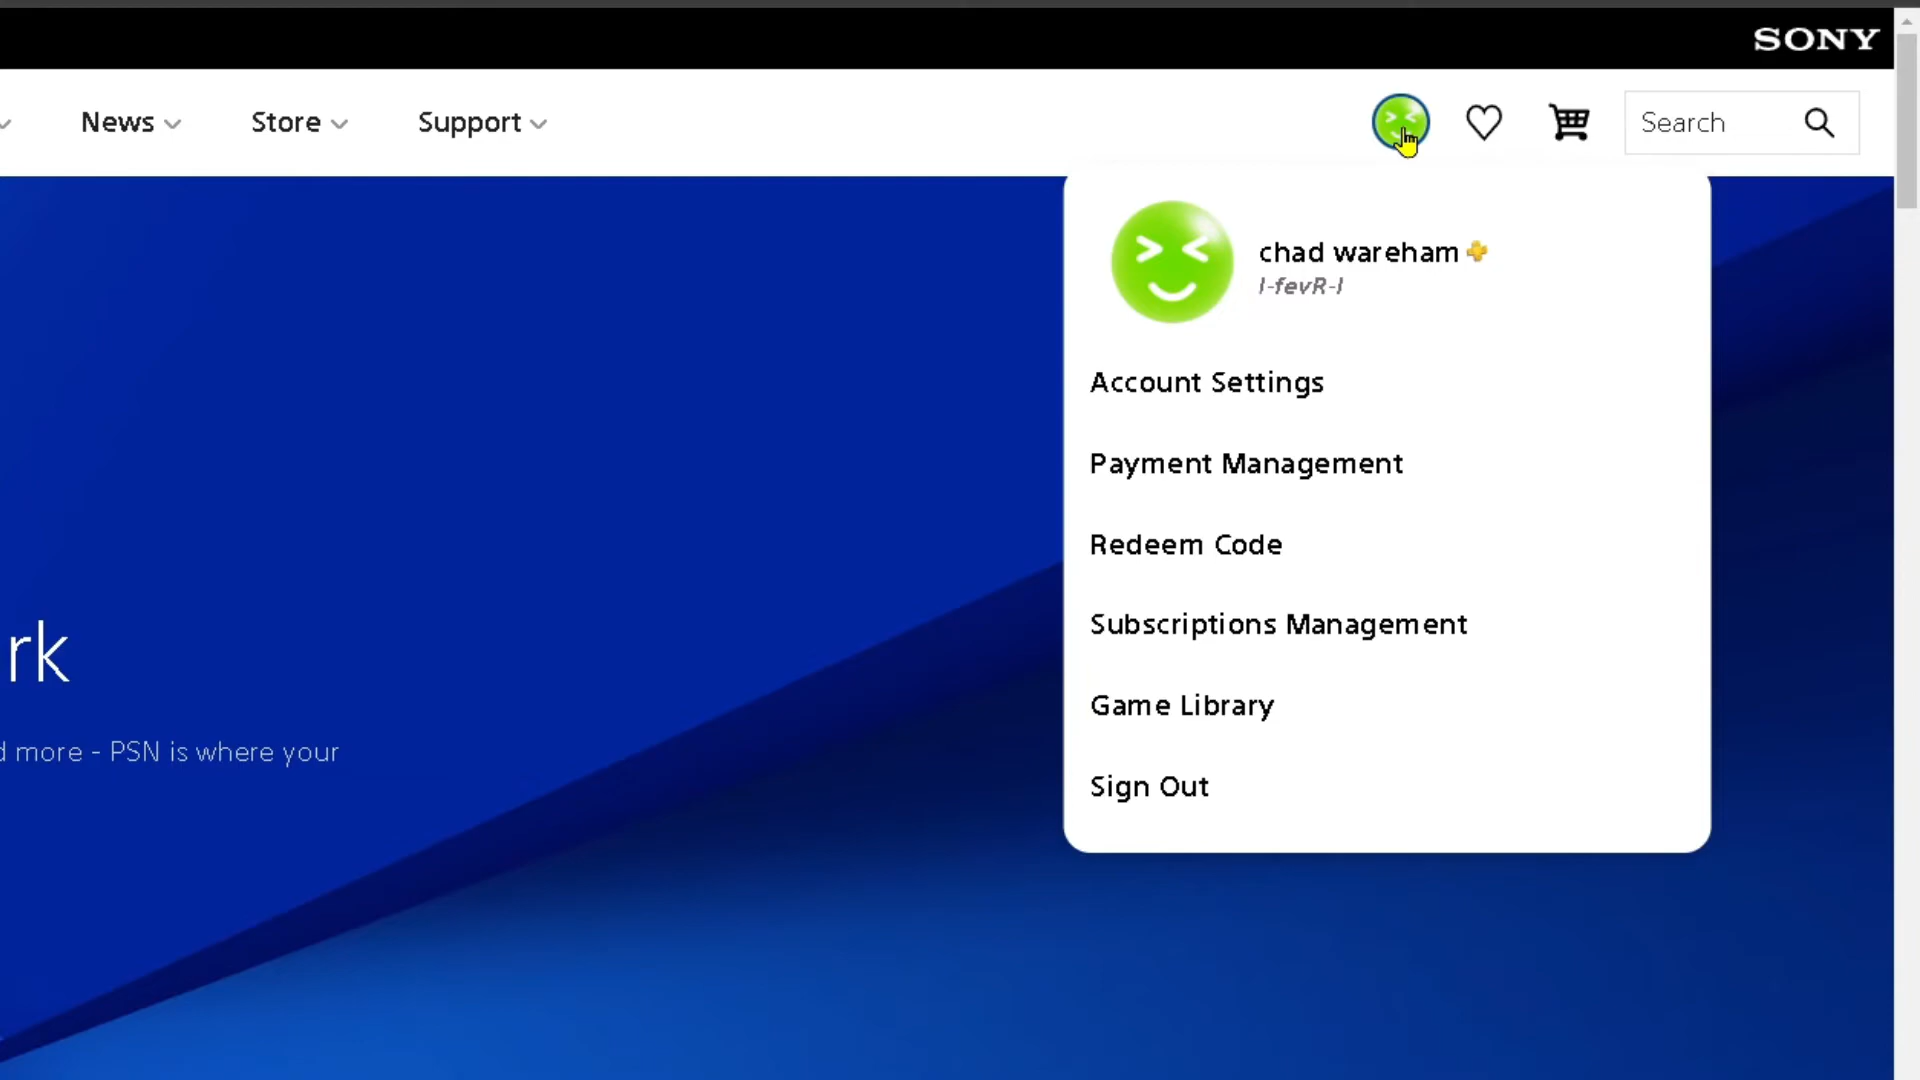 SONY
News
Store
Support
Search
chad wareham
I-fevR-I
Account Settings
Payment Management
Redeem Code
Subscriptions Management
Game Library
Sign Out
rk
d more - PSN is where your